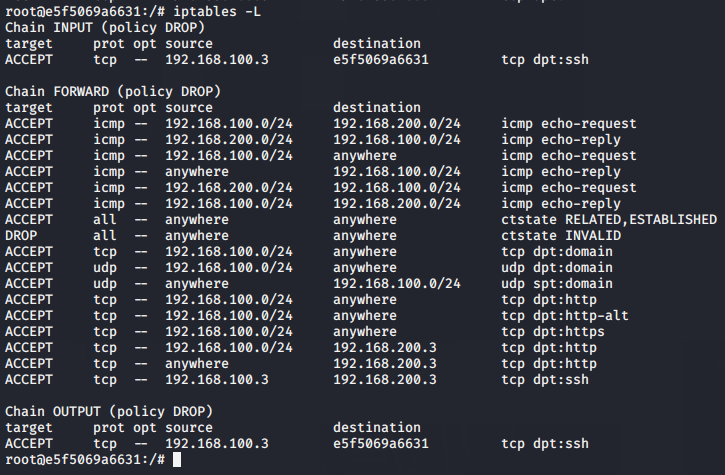 root@e5f5069a6631:/# iptables -L
Chain INPUT (policy DROP)
target     prot opt source               destination
ACCEPT     tcp  --  192.168.100.3        e5f5069a6631         tcp dpt:ssh

Chain FORWARD (policy DROP)
target     prot opt source               destination
ACCEPT     icmp --  192.168.100.0/24     192.168.200.0/24     icmp echo-request
ACCEPT     icmp --  192.168.200.0/24     192.168.100.0/24     icmp echo-reply
ACCEPT     icmp --  192.168.100.0/24     anywhere             icmp echo-request
ACCEPT     icmp --  anywhere             192.168.100.0/24     icmp echo-reply
ACCEPT     icmp --  192.168.200.0/24     192.168.100.0/24     icmp echo-request
ACCEPT     icmp --  192.168.100.0/24     192.168.200.0/24     icmp echo-reply
ACCEPT     all  --  anywhere             anywhere             ctstate RELATED,ESTABLISHED
DROP       all  --  anywhere             anywhere             ctstate INVALID
ACCEPT     tcp  --  192.168.100.0/24     anywhere             tcp dpt:domain
ACCEPT     udp  --  192.168.100.0/24     anywhere             udp dpt:domain
ACCEPT     udp  --  anywhere             192.168.100.0/24     udp spt:domain
ACCEPT     tcp  --  192.168.100.0/24     anywhere             tcp dpt:http
ACCEPT     tcp  --  192.168.100.0/24     anywhere             tcp dpt:http-alt
ACCEPT     tcp  --  192.168.100.0/24     anywhere             tcp dpt:https
ACCEPT     tcp  --  192.168.100.0/24     192.168.200.3        tcp dpt:http
ACCEPT     tcp  --  anywhere             192.168.200.3        tcp dpt:http
ACCEPT     tcp  --  192.168.100.3        192.168.200.3        tcp dpt:ssh

Chain OUTPUT (policy DROP)
target     prot opt source               destination
ACCEPT     tcp  --  192.168.100.3        e5f5069a6631         tcp dpt:ssh
root@e5f5069a6631:/#